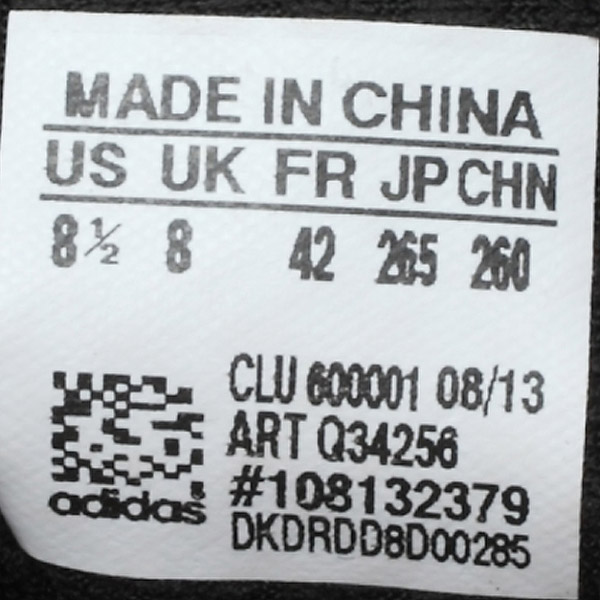 MADE IN CHINA
US UK FR JP CHN
8½ 8 42 265 260
CLU 600001 08/13
ART Q34256
#108132379
adidas
DKDRDD8D00285